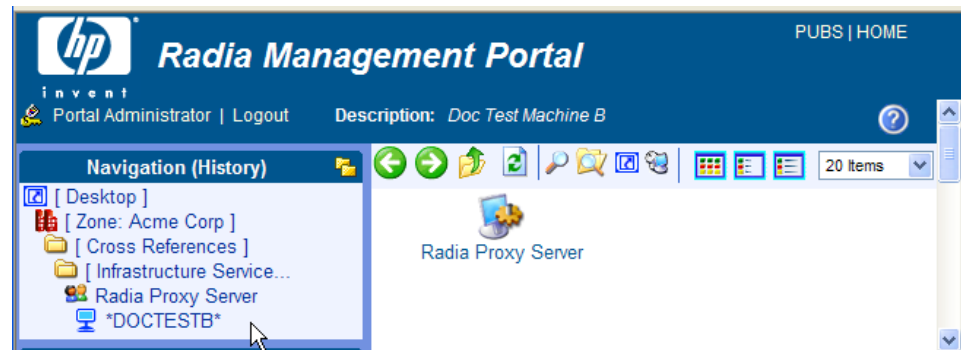 hp
invent
Radia Management Portal
PUBS | HOME
Portal Administrator | Logout
Description: Doc Test Machine B
?
Navigation (History)
20 Items
[ Desktop ]
[ Zone: Acme Corp ]
[ Cross References ]
[ Infrastructure Service...
Radia Proxy Server
*DOCTESTB*
Radia Proxy Server